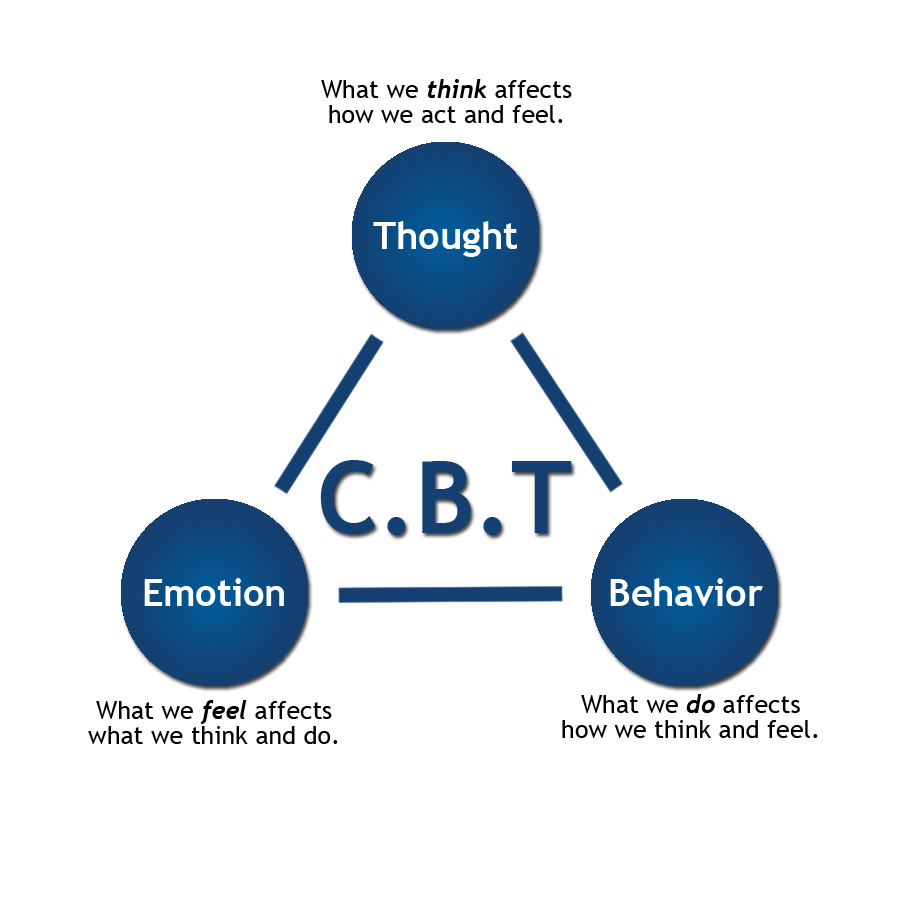 What we think affects
how we act and feel.
Thought
C.B.T
Emotion
Behavior
What we feel affects
what we think and do.
What we do affects
how we think and feel.